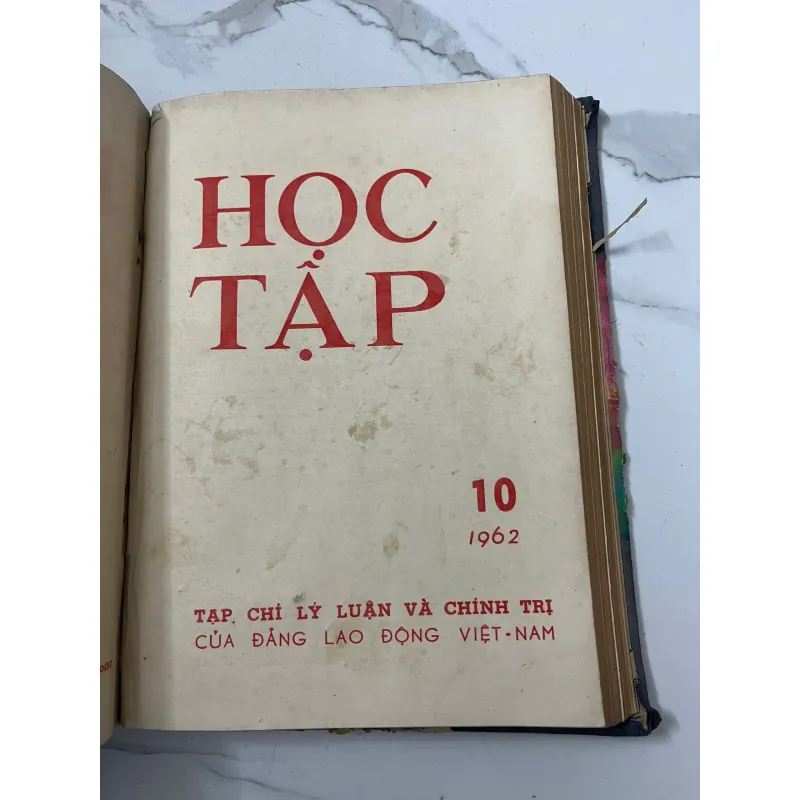 HỌC
TẬP
10
1962
TẠP CHÍ LÝ LUẬN VÀ CHÍNH TRỊ
CỦA ĐẢNG LAO ĐỘNG VIỆT-NAM